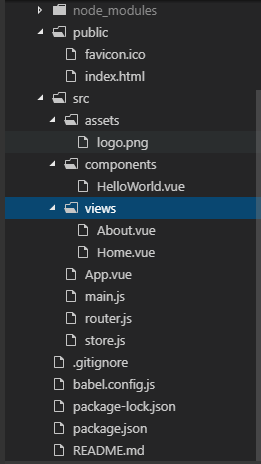 node_modules
public
favicon.ico
index.html
src
assets
logo.png
components
HelloWorld.vue
views
About.vue
Home.vue
App.vue
main.js
router.js
store.js
.gitignore
babel.config.js
package-lock.json
package.json
README.md